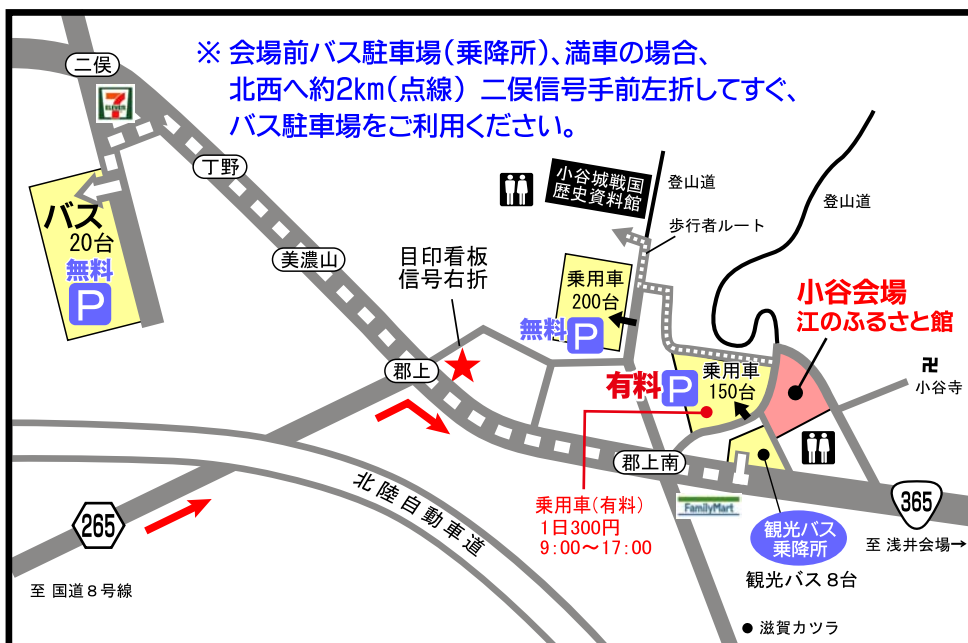 ※ 会場前バス駐車場(乗降所)、満車の場合、
北西へ約2km(点線) 二俣信号手前左折してすぐ、
バス駐車場をご利用ください。
二俣
7
ELEVEN
丁野
小谷城戦国
歴史資料館
登山道
登山道
歩行者ルート
バス
20台
無料
P
美濃山
目印看板
信号右折
乗用車
200台
無料 P
小谷会場
江のふるさと館
卍
小谷寺
郡上
有料 P
乗用車
150台
郡上南
FamilyMart
乗用車(有料)
1日300円
9:00〜17:00
観光バス
乗降所
観光バス 8台
365
至 浅井会場→
北陸自動車道
265
至 国道8号線
● 滋賀カツラ